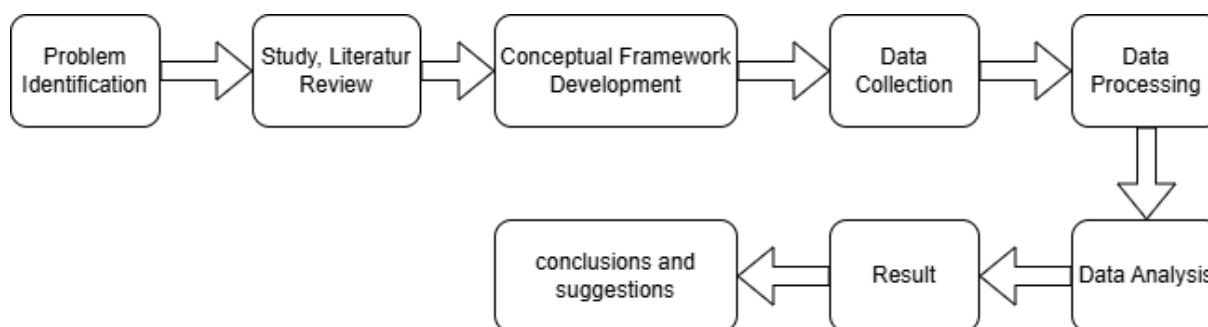 Problem
Identification
Study, Literatur
Review
Conceptual Framework
Development
Data
Collection
Data
Processing
Data Analysis
Result
conclusions and
suggestions